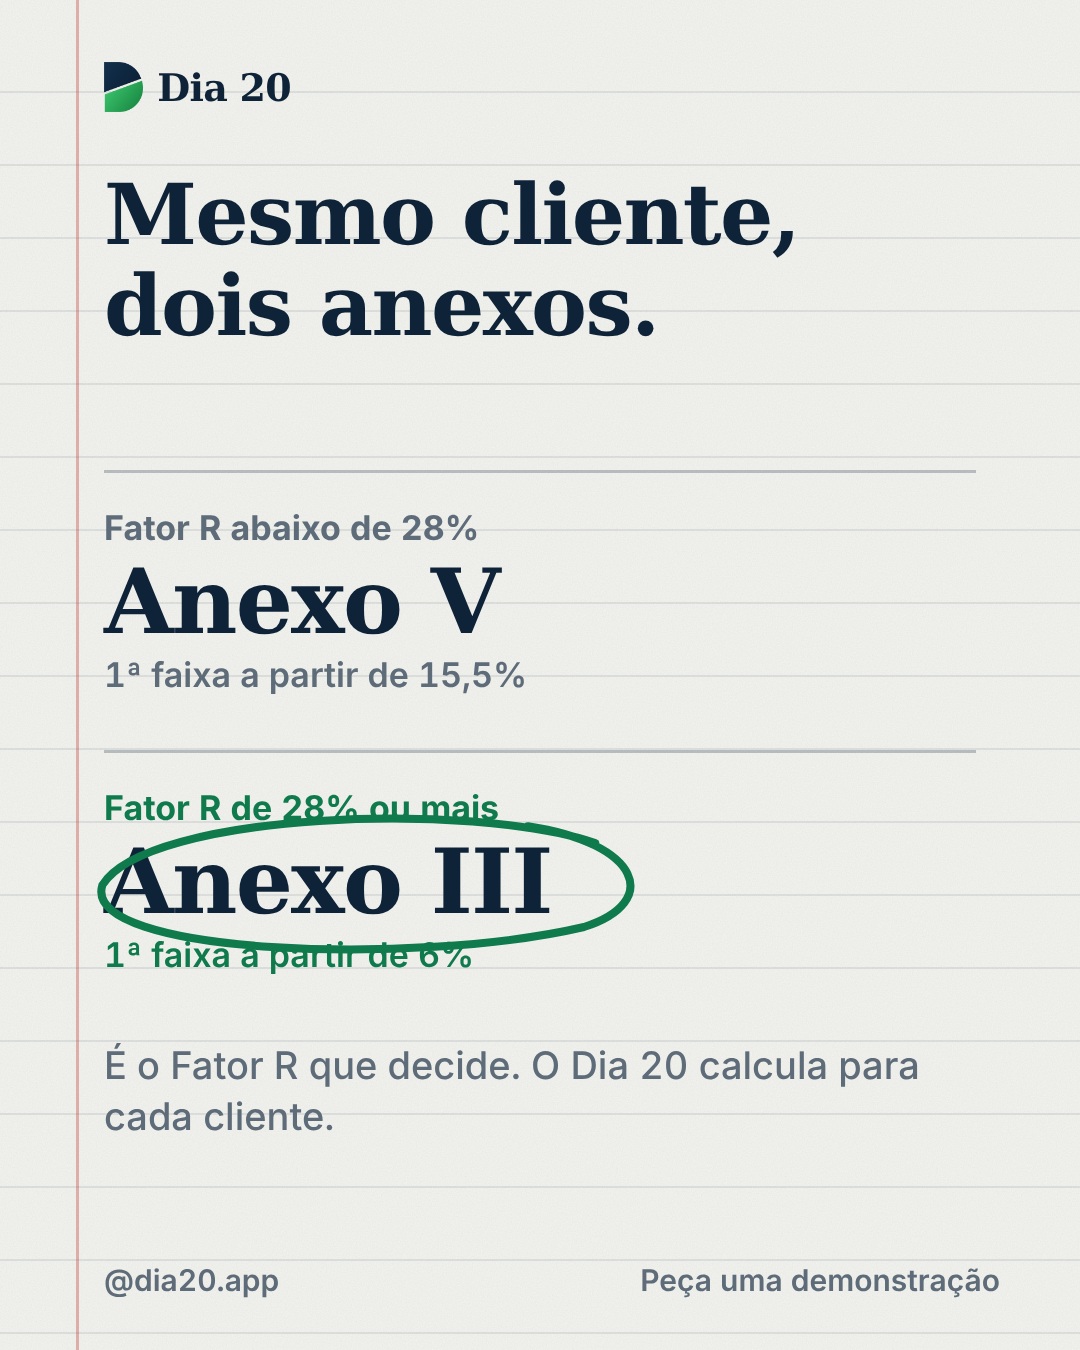 Dia 20
Mesmo cliente,
dois anexos.
Fator R abaixo de 28%
Anexo V
1ª faixa a partir de 15,5%
Fator R de 28% ou mais
Anexo III
1ª faixa a partir de 6%
É o Fator R que decide. O Dia 20 calcula para
cada cliente.
@dia20.app
Peça uma demonstração